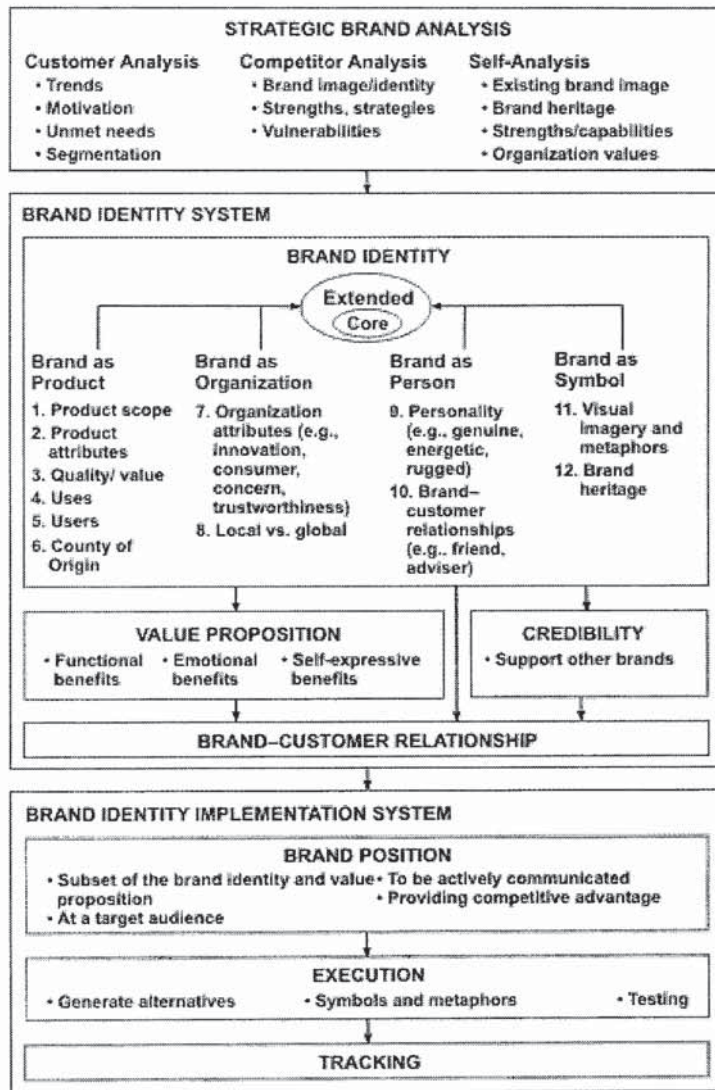 STRATEGIC BRAND ANALYSIS
Customer Analysis
• Trends
• Motivation
• Unmet needs
• Segmentation
Competitor Analysis
• Brand image/identity
• Strengths, strategies
• Vulnerabilities
Self-Analysis
• Existing brand image
• Brand heritage
• Strengths/capabilities
• Organization values
BRAND IDENTITY SYSTEM
BRAND IDENTITY
Extended
Core
Brand as
Product
1. Product scope
2. Product
attributes
3. Quality/ value
4. Uses
5. Users
6. County of
Origin
Brand as
Organization
7. Organization
attributes (e.g.,
innovation,
consumer,
concern,
trustworthiness)
8. Local vs. global
Brand as
Person
9. Personality
(e.g., genuine,
energetic,
rugged)
10. Brand–
customer
relationships
(e.g., friend,
adviser)
Brand as
Symbol
11. Visual
imagery and
metaphors
12. Brand
heritage
VALUE PROPOSITION
• Functional
benefits
• Emotional
benefits
• Self-expressive
benefits
CREDIBILITY
• Support other brands
BRAND–CUSTOMER RELATIONSHIP
BRAND IDENTITY IMPLEMENTATION SYSTEM
BRAND POSITION
• Subset of the brand identity and value
proposition
• At a target audience
• To be actively communicated
• Providing competitive advantage
EXECUTION
• Generate alternatives
• Symbols and metaphors
• Testing
TRACKING